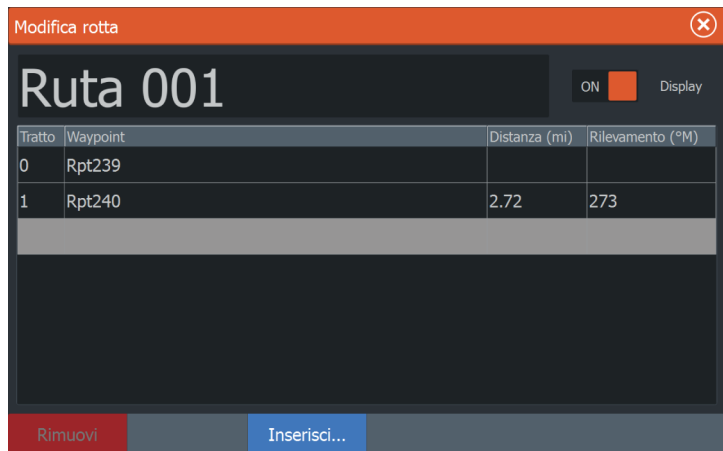 Modifica rotta
Ruta 001
ON Display
Tratto Waypoint Distanza (mi) Rilevamento (°M)
0 Rpt239
1 Rpt240 2.72 273
Rimuovi Inserisci...